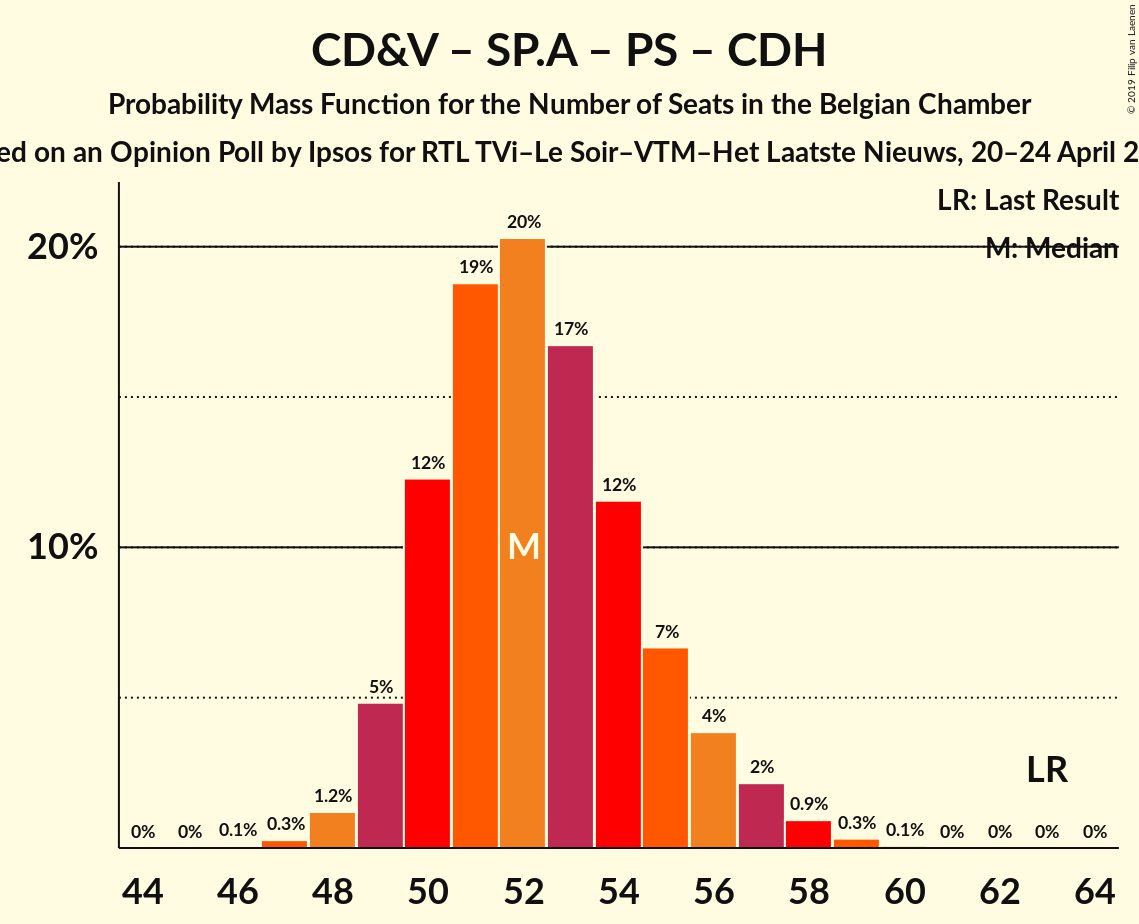 CD&V – SP.A – PS – CDH
Probability Mass Function for the Number of Seats in the Belgian Chamber
ed on an Opinion Poll by Ipsos for RTL TVi–Le Soir–VTM–Het Laatste Nieuws, 20–24 April 2
© 2019 Filip van Laenen
LR: Last Result
M: Median
20%
10%
0% 0% 0.1% 0.3% 1.2% 5% 12% 19% 20% 17% 12% 7% 4% 2% 0.9% 0.3% 0.1% 0% 0% 0% 0%
M
LR
44 46 48 50 52 54 56 58 60 62 64